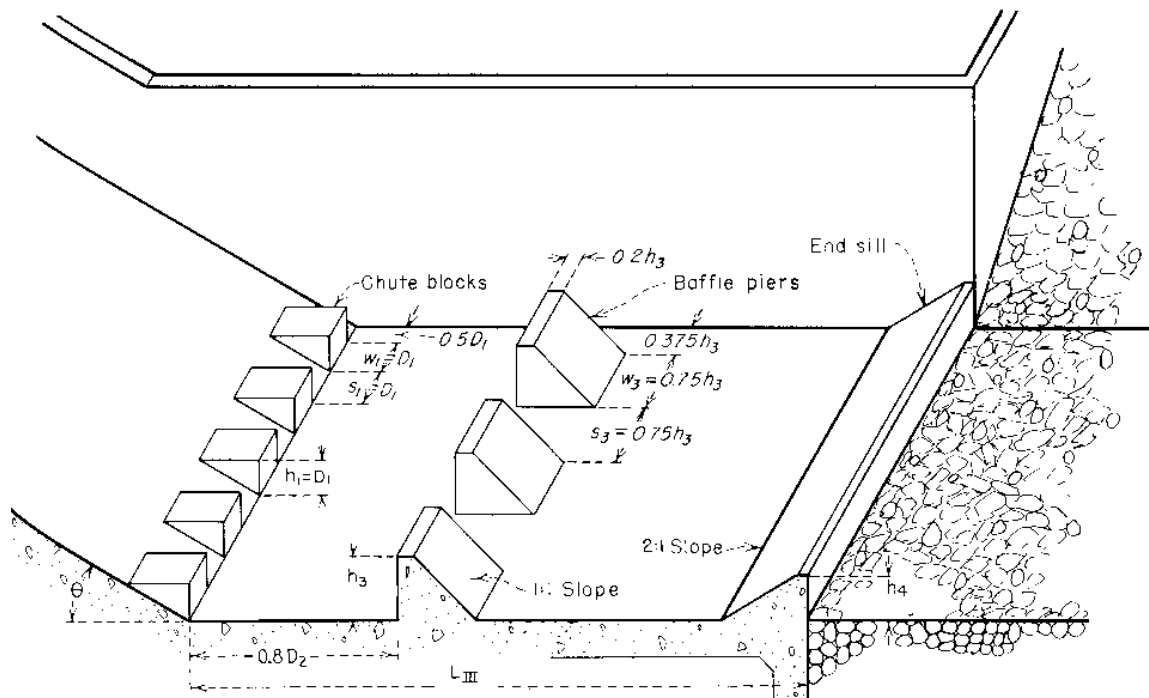 0.2h₃
End sill
Chute blocks
Baffle piers
0.5D₁
0.375h₃
w₁=D₁
w₃=0.75h₃
s₁=D₁
s₃=0.75h₃
h₁=D₁
2:1 Slope
h₃
1:1 Slope
h₄
θ
0.8D₂
L_III